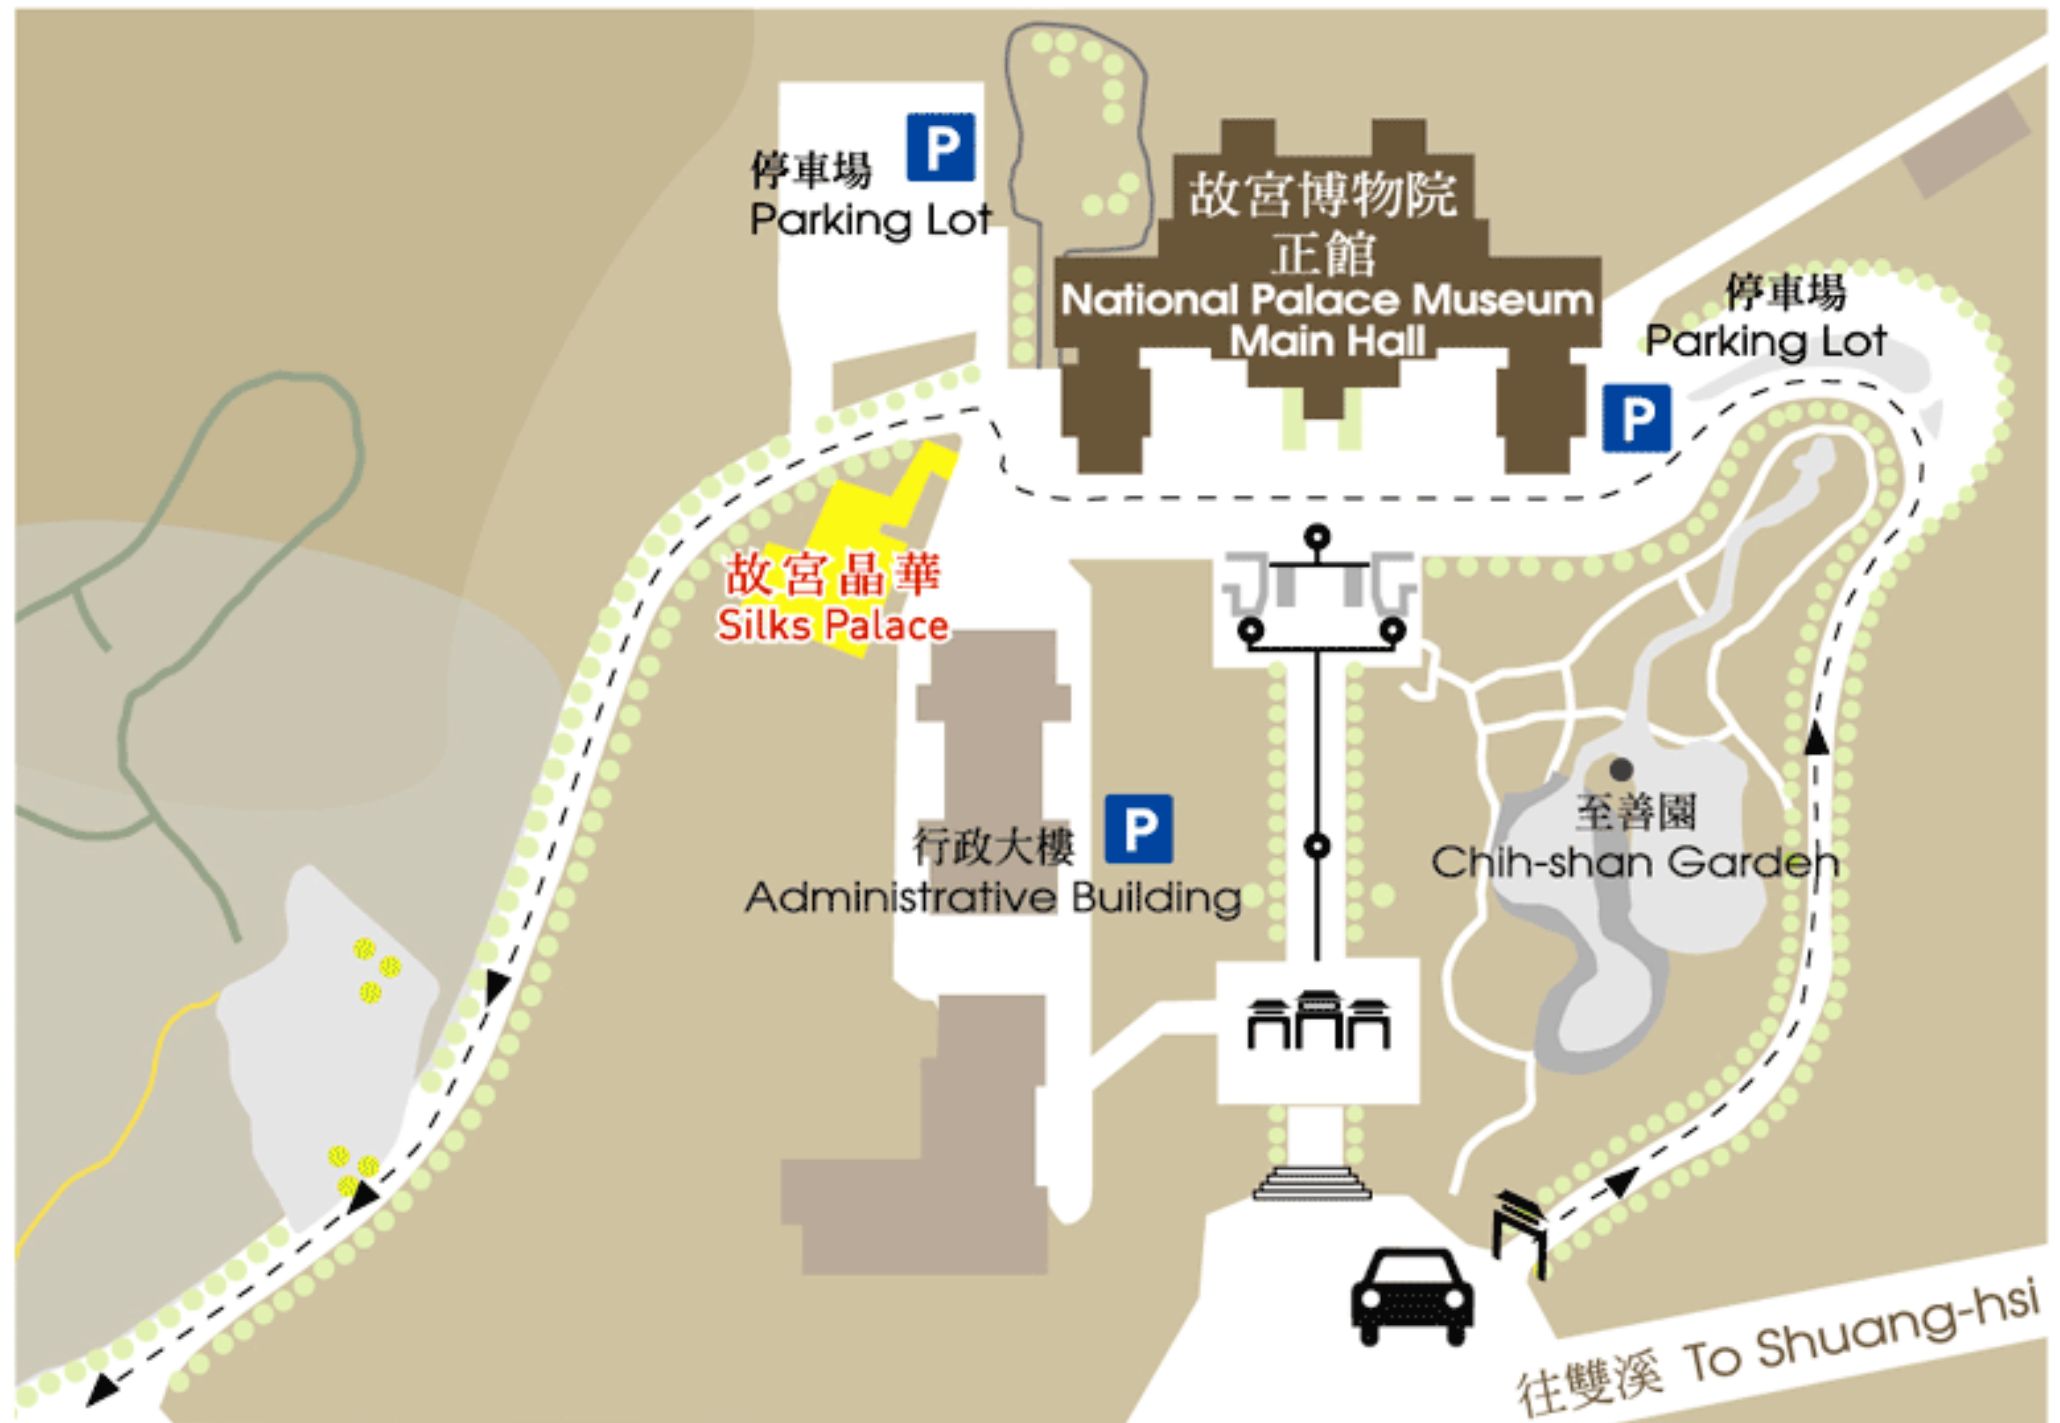 停車場
P
Parking Lot
故宮博物院
正館
National Palace Museum
Main Hall
停車場
Parking Lot
P
故宮晶華
Silks Palace
行政大樓
P
Administrative Building
至善園
Chih-shan Garden
往雙溪 To Shuang-hsi